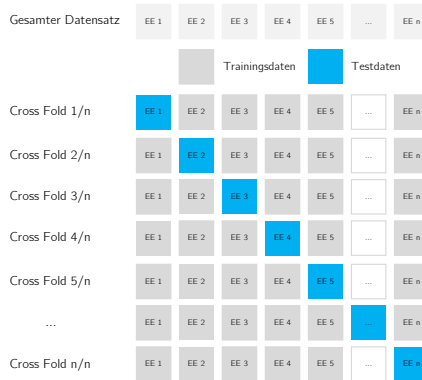 Gesamter Datensatz EE 1 EE 2 EE 3 EE 4 EE 5 ... EE n
Trainingsdaten Testdaten
Cross Fold 1/n EE 1 EE 2 EE 3 EE 4 EE 5 ... EE n
Cross Fold 2/n EE 1 EE 2 EE 3 EE 4 EE 5 ... EE n
Cross Fold 3/n EE 1 EE 2 EE 3 EE 4 EE 5 ... EE n
Cross Fold 4/n EE 1 EE 2 EE 3 EE 4 EE 5 ... EE n
Cross Fold 5/n EE 1 EE 2 EE 3 EE 4 EE 5 ... EE n
... EE 1 EE 2 EE 3 EE 4 EE 5 ... EE n
Cross Fold n/n EE 1 EE 2 EE 3 EE 4 EE 5 ... EE n